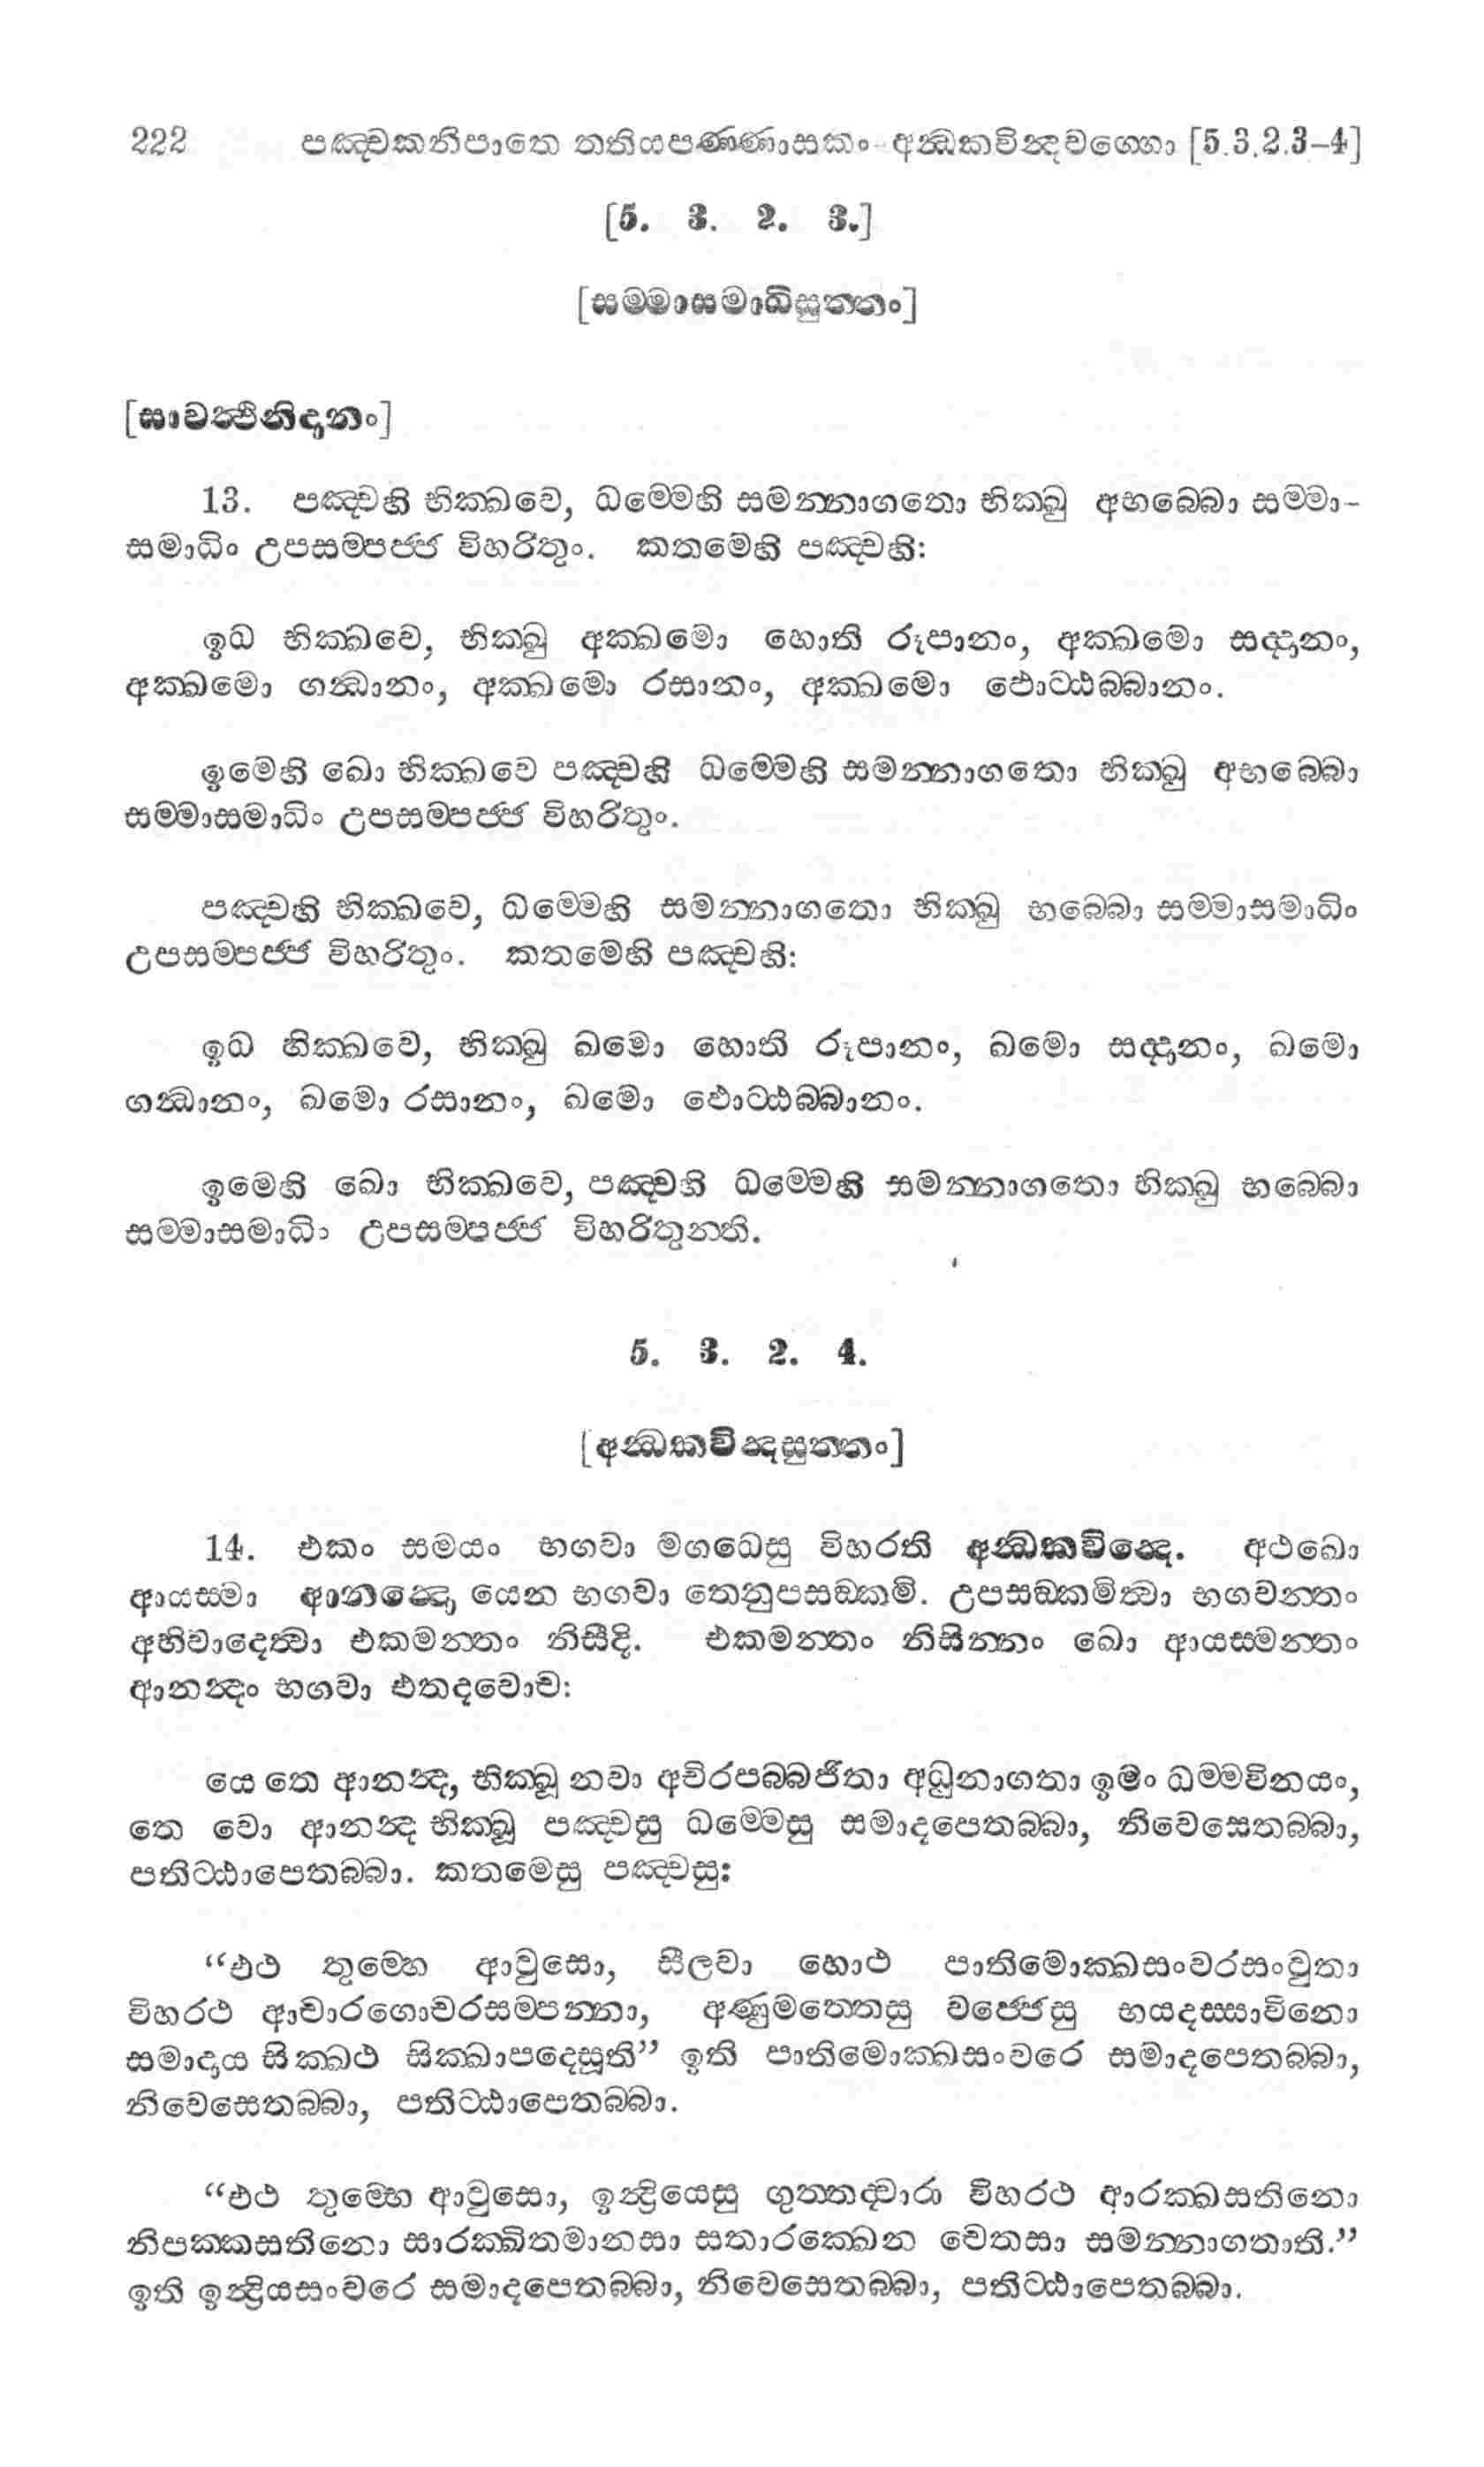 222 පඤ්චකනිපාතෙ තතියපණ්ණාසකං අන්ධකවින්දවග්ගො [5.3.2.3–4]
[5. 3. 2. 3.]
[සම්මාසමාධිසුත්තං]
[සාවත්ථිනිදානං]
13. පඤ්චහි භික්ඛවෙ, ධම්මෙහි සමන්නාගතො භික්ඛු අභබ්බො සම්මා-
සමාධිං උපසම්පජ්ජ විහරිතුං. කතමෙහි පඤ්චහි:
ඉධ භික්ඛවෙ, භික්ඛු අක්ඛමො හොති රූපානං, අක්ඛමො සද්දානං,
අක්ඛමො ගන්ධානං, අක්ඛමො රසානං, අක්ඛමො ඵොට්ඨබ්බානං.
ඉමෙහි ඛො භික්ඛවෙ පඤ්චහි ධම්මෙහි සමන්නාගතො භික්ඛු අභබ්බො
සම්මාසමාධිං උපසම්පජ්ජ විහරිතුං.
පඤ්චහි භික්ඛවෙ, ධම්මෙහි සමන්නාගතො භික්ඛු භබ්බො සම්මාසමාධිං
උපසම්පජ්ජ විහරිතුං. කතමෙහි පඤ්චහි:
ඉධ භික්ඛවෙ, භික්ඛු ඛමො හොති රූපානං, ඛමො සද්දානං, ඛමො
ගන්ධානං, ඛමො රසානං, ඛමො ඵොට්ඨබ්බානං.
ඉමෙහි ඛො භික්ඛවෙ, පඤ්චහි ධම්මෙහි සමන්නාගතො භික්ඛු භබ්බො
සම්මාසමාධිං උපසම්පජ්ජ විහරිතුන්ති.
5. 3. 2. 4.
[අන්ධකවින්දසුත්තං]
14. එකං සමයං භගවා මගධෙසු විහරති අන්ධකවින්දෙ. අථඛො
ආයස්මා ආනන්දො, යෙන භගවා තෙනුපසඞ්කමි. උපසඞ්කමිත්වා භගවන්තං
අභිවාදෙත්වා එකමන්තං නිසීදි. එකමන්තං නිසින්නං ඛො ආයස්මන්තං
ආනන්දං භගවා එතදවොච:
යෙ තෙ ආනන්ද, භික්ඛූ නවා අචිරපබ්බජිතා අධුනාගතා ඉමං ධම්මවිනයං,
තෙ වො ආනන්ද භික්ඛූ පඤ්චසු ධම්මෙසු සමාදපෙතබ්බා, නිවෙසෙතබ්බා,
පතිට්ඨාපෙතබ්බා. කතමෙසු පඤ්චසු:
“එථ තුම්හෙ ආවුසො, සීලවා හොථ පාතිමොක්ඛසංවරසංවුතා
විහරථ ආචාරගොචරසම්පන්නා, අණුමත්තෙසු වජ්ජෙසු භයදස්සාවිනො
සමාදාය සික්ඛථ සික්ඛාපදෙසූති” ඉති පාතිමොක්ඛසංවරෙ සමාදපෙතබ්බා,
නිවෙසෙතබ්බා, පතිට්ඨාපෙතබ්බා.
“එථ තුම්හෙ ආවුසො, ඉන්ද්‍රියෙසු ගුත්තද්වාරා විහරථ ආරක්ඛසතිනො
නිපක්කසතිනො සාරක්ඛිතමානසා සතාරක්ඛෙන චෙතසා සමන්නාගතාති.”
ඉති ඉන්ද්‍රියසංවරෙ සමාදපෙතබ්බා, නිවෙසෙතබ්බා, පතිට්ඨාපෙතබ්බා.